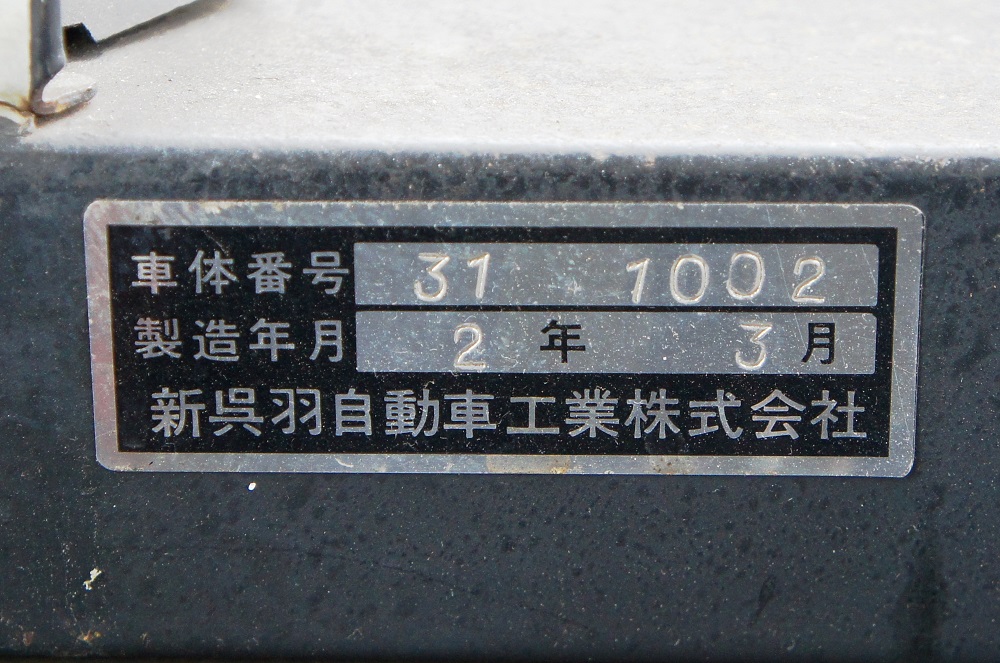 車体番号 31 1002
製造年月 2年 3月
新呉羽自動車工業株式会社